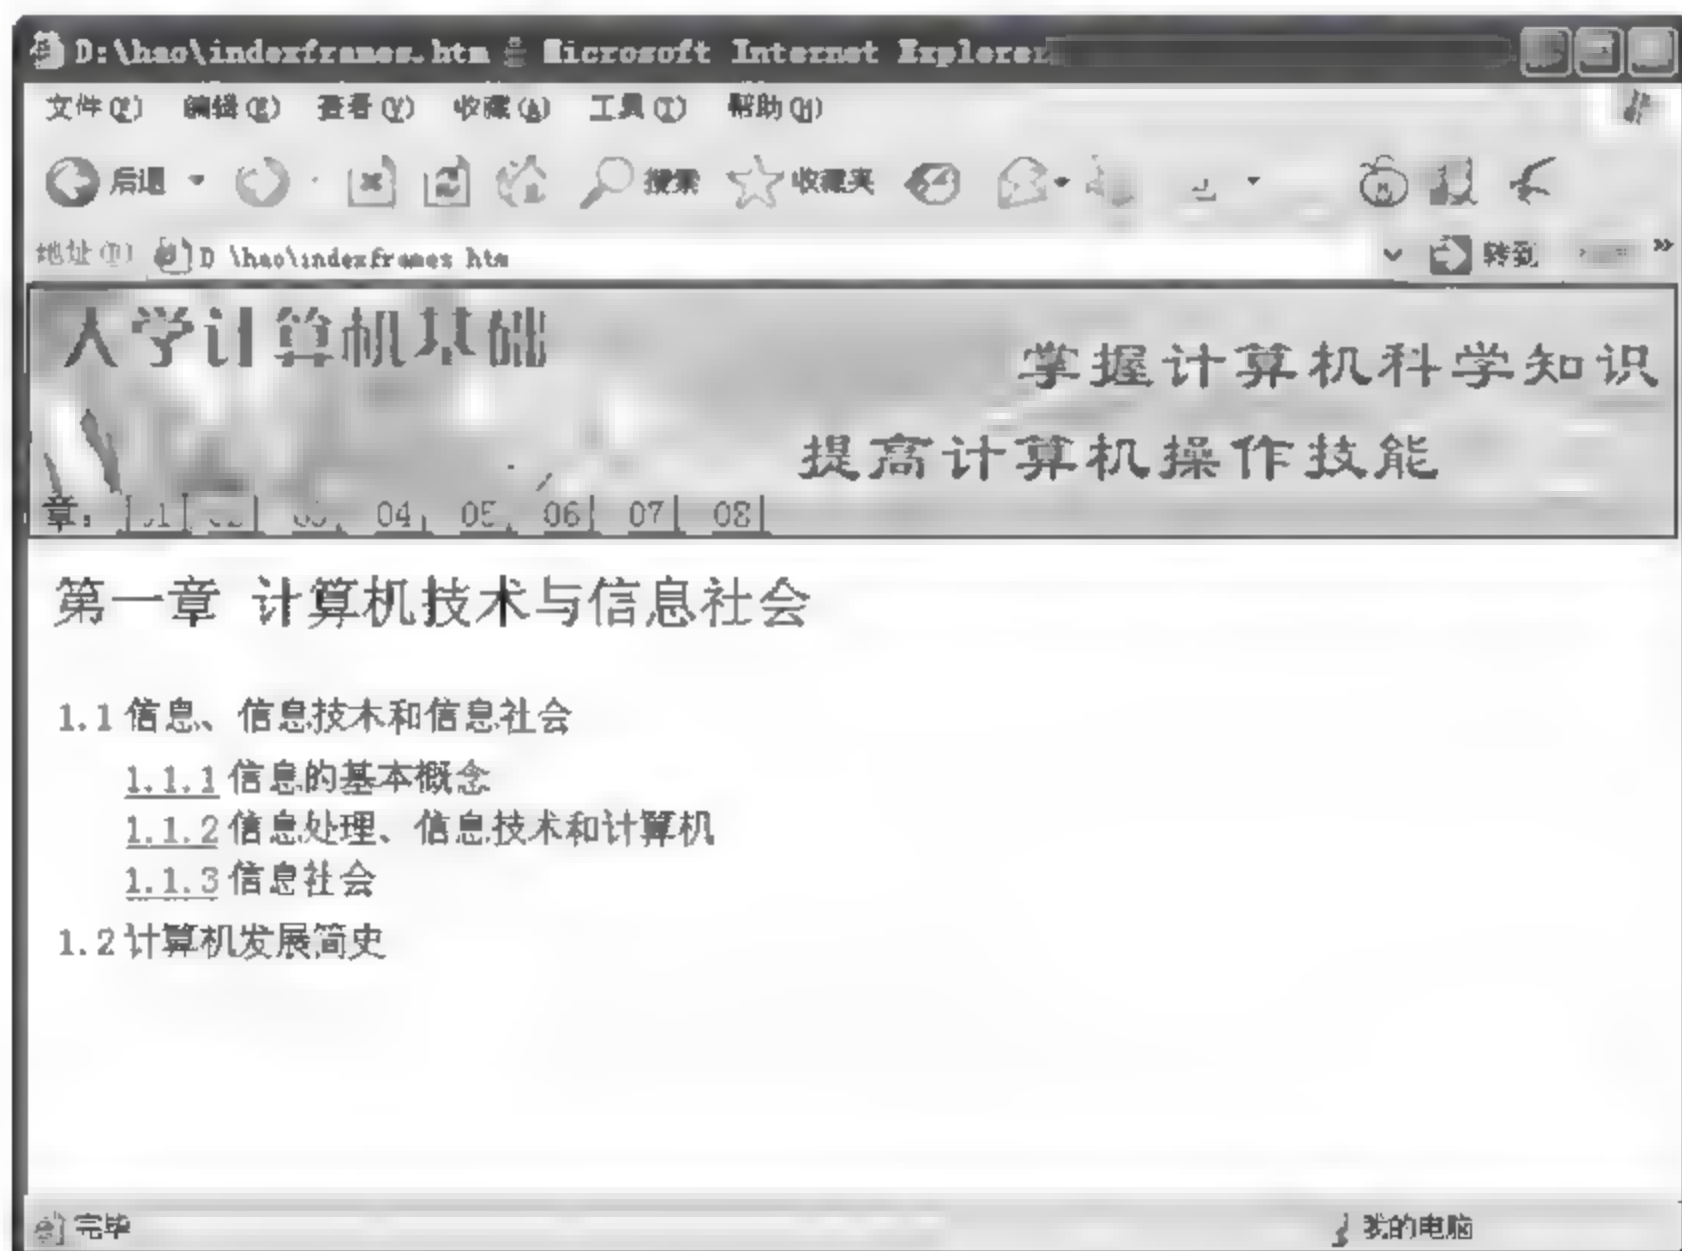 D:\hao\indexframes.htm - Microsoft Internet Explorer
文件(F) 编辑(E) 查看(V) 收藏(A) 工具(T) 帮助(H)
后退 搜索 收藏夹
地址(D) D:\hao\indexframes.htm 转到 »
大学计算机基础
掌握计算机科学知识
提高计算机操作技能
章: 01 02 03 04 05 06 07 08
第一章 计算机技术与信息社会
1.1 信息、信息技术和信息社会
1.1.1 信息的基本概念
1.1.2 信息处理、信息技术和计算机
1.1.3 信息社会
1.2 计算机发展简史
完毕 我的电脑